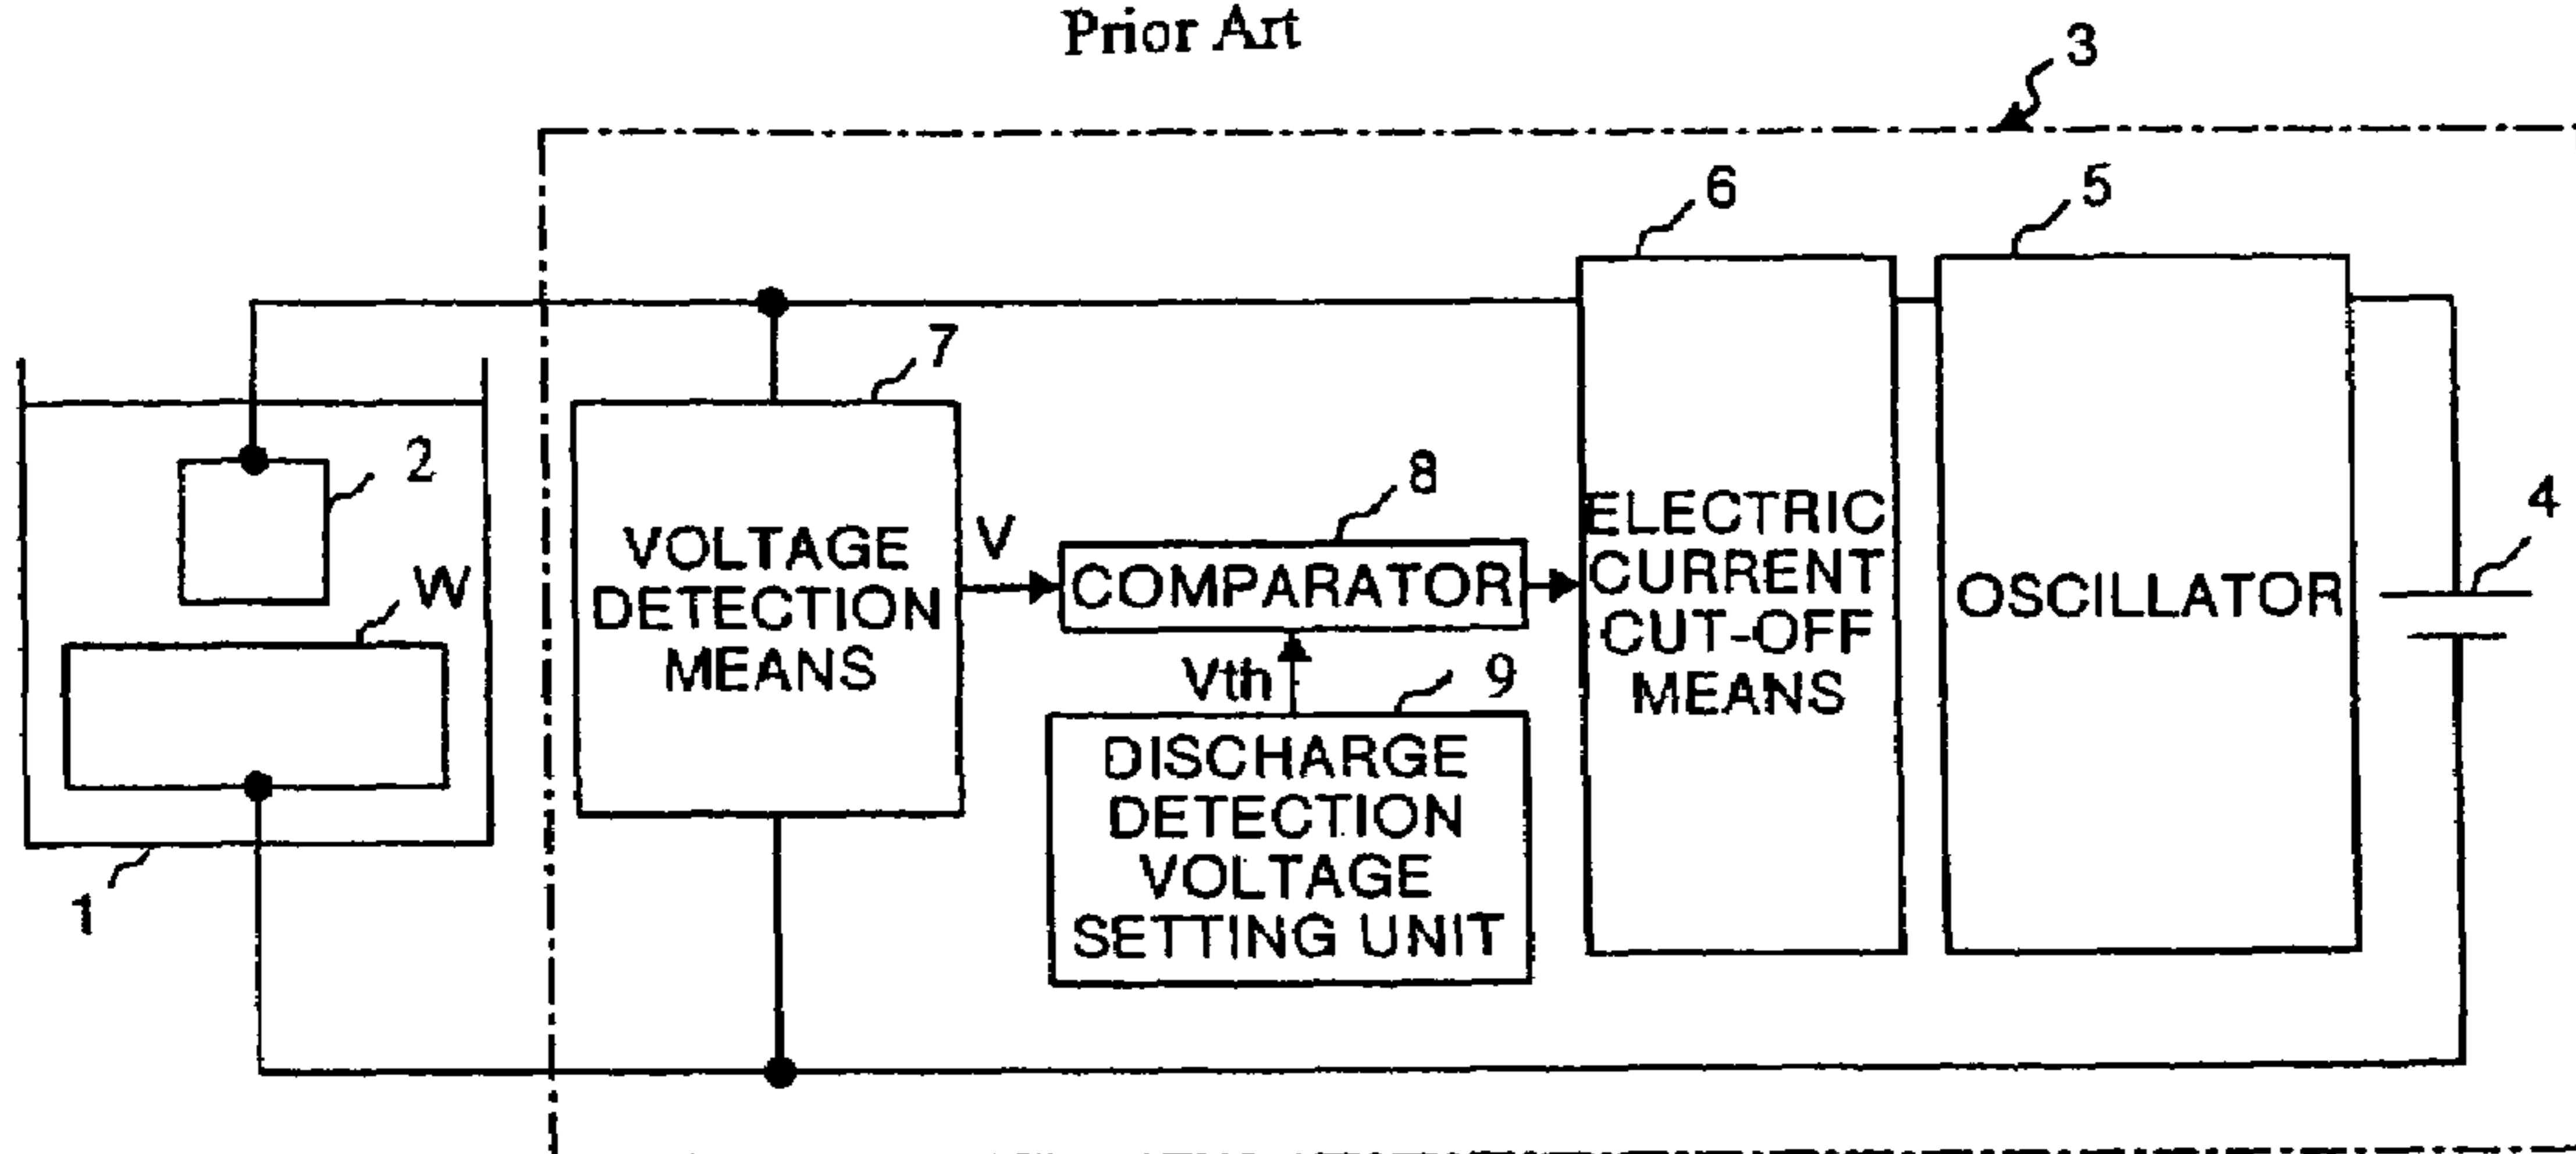 Prior Art
3
6
5
7
2
8
4
V
W
VOLTAGE
DETECTION
MEANS
COMPARATOR
ELECTRIC
CURRENT
CUT-OFF
MEANS
OSCILLATOR
Vth
9
DISCHARGE
DETECTION
VOLTAGE
SETTING UNIT
1